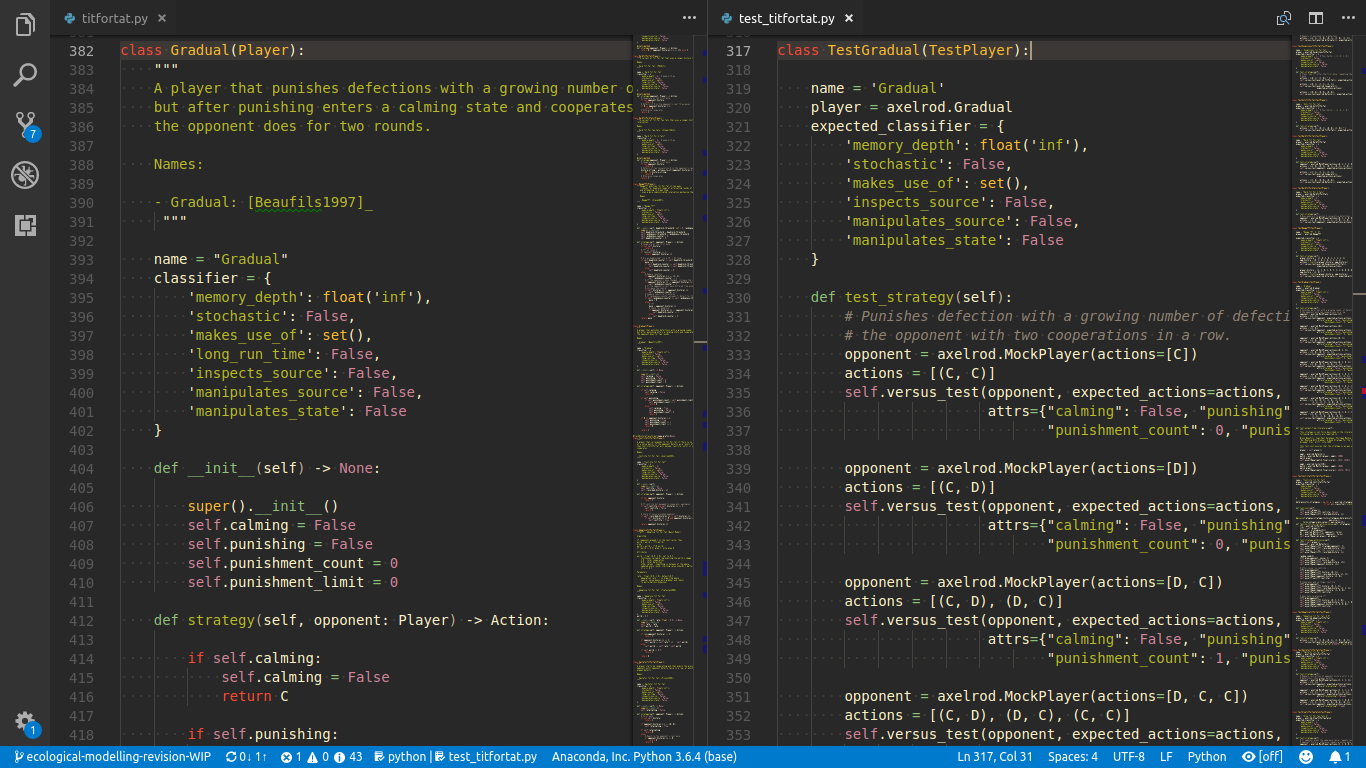 titfortat.py
382 class Gradual(Player):
383 """
384 A player that punishes defections with a growing number o
385 but after punishing enters a calming state and cooperates
386 the opponent does for two rounds.
387
388 Names:
389
390 - Gradual: [Beaufils1997]_
391 """
392
393 name = "Gradual"
394 classifier = {
395 'memory_depth': float('inf'),
396 'stochastic': False,
397 'makes_use_of': set(),
398 'long_run_time': False,
399 'inspects_source': False,
400 'manipulates_source': False,
401 'manipulates_state': False
402 }
403
404 def __init__(self) -> None:
405
406 super().__init__()
407 self.calming = False
408 self.punishing = False
409 self.punishment_count = 0
410 self.punishment_limit = 0
411
412 def strategy(self, opponent: Player) -> Action:
413
414 if self.calming:
415 self.calming = False
416 return C
417
418 if self.punishing:
test_titfortat.py
317 class TestGradual(TestPlayer):
318
319 name = 'Gradual'
320 player = axelrod.Gradual
321 expected_classifier = {
322 'memory_depth': float('inf'),
323 'stochastic': False,
324 'makes_use_of': set(),
325 'inspects_source': False,
326 'manipulates_source': False,
327 'manipulates_state': False
328 }
329
330 def test_strategy(self):
331 # Punishes defection with a growing number of defecti
332 # the opponent with two cooperations in a row.
333 opponent = axelrod.MockPlayer(actions=[C])
334 actions = [(C, C)]
335 self.versus_test(opponent, expected_actions=actions,
336 attrs={"calming": False, "punishing"
337 "punishment_count": 0, "punis
338
339 opponent = axelrod.MockPlayer(actions=[D])
340 actions = [(C, D)]
341 self.versus_test(opponent, expected_actions=actions,
342 attrs={"calming": False, "punishing"
343 "punishment_count": 0, "punis
344
345 opponent = axelrod.MockPlayer(actions=[D, C])
346 actions = [(C, D), (D, C)]
347 self.versus_test(opponent, expected_actions=actions,
348 attrs={"calming": False, "punishing"
349 "punishment_count": 1, "punis
350
351 opponent = axelrod.MockPlayer(actions=[D, C, C])
352 actions = [(C, D), (D, C), (C, C)]
353 self.versus_test(opponent, expected_actions=actions,
7
1
ecological-modelling-revision-WIP 0↓ 1↑ 1 0 43 python | test_titfortat.py Anaconda, Inc. Python 3.6.4 (base) Ln 317, Col 31 Spaces: 4 UTF-8 LF Python [off] 1